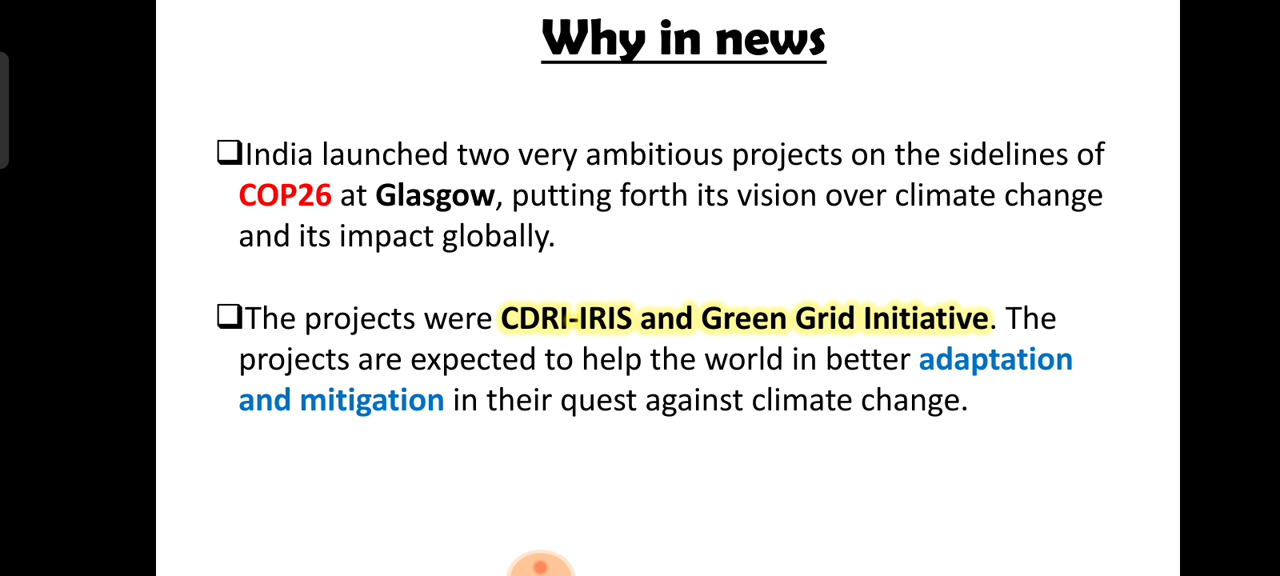 Why in news
❑India launched two very ambitious projects on the sidelines of
COP26 at Glasgow, putting forth its vision over climate change
and its impact globally.
❑The projects were CDRI-IRIS and Green Grid Initiative. The
projects are expected to help the world in better adaptation
and mitigation in their quest against climate change.